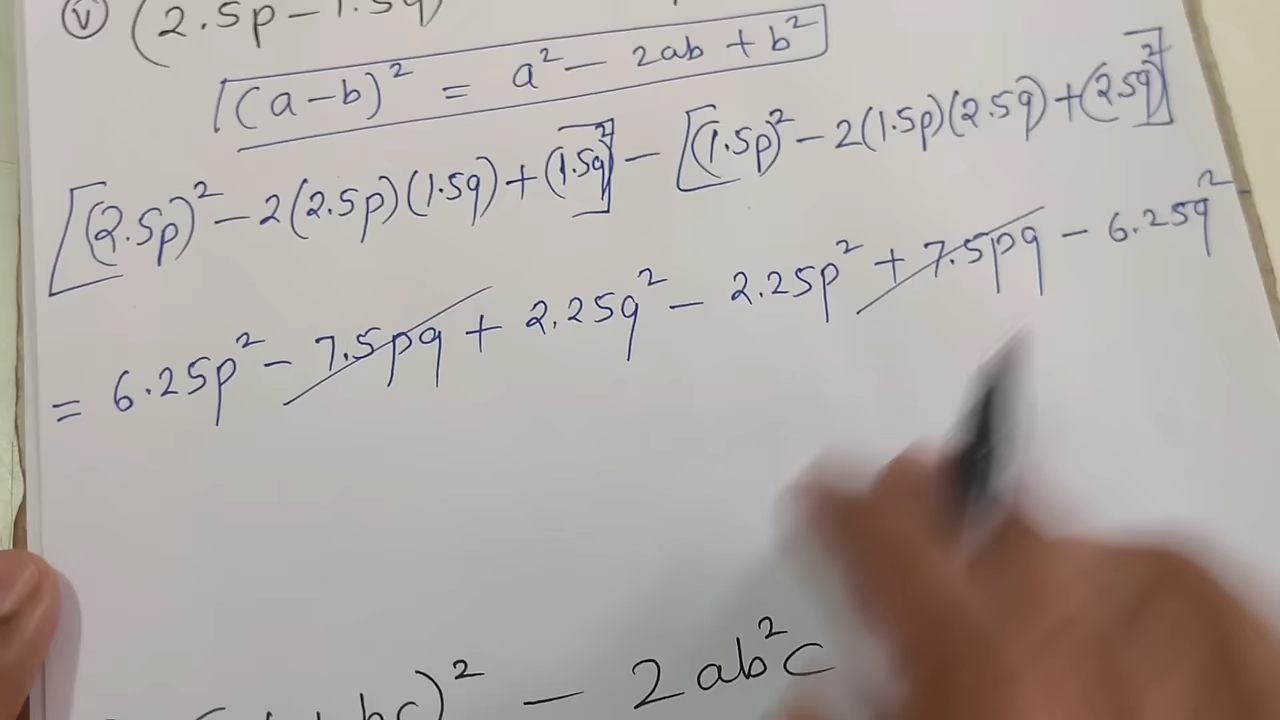 (v) (2.5p - 1.5q)
(a-b)² = a² - 2ab + b²
[(2.5p)² - 2(2.5p)(1.5q) + (1.5q)²] - [(1.5p)² - 2(1.5p)(2.5q) + (2.5q)²]
= 6.25p² - 7.5pq + 2.25q² - 2.25p² + 7.5pq - 6.25q²
bc)² - 2ab²c